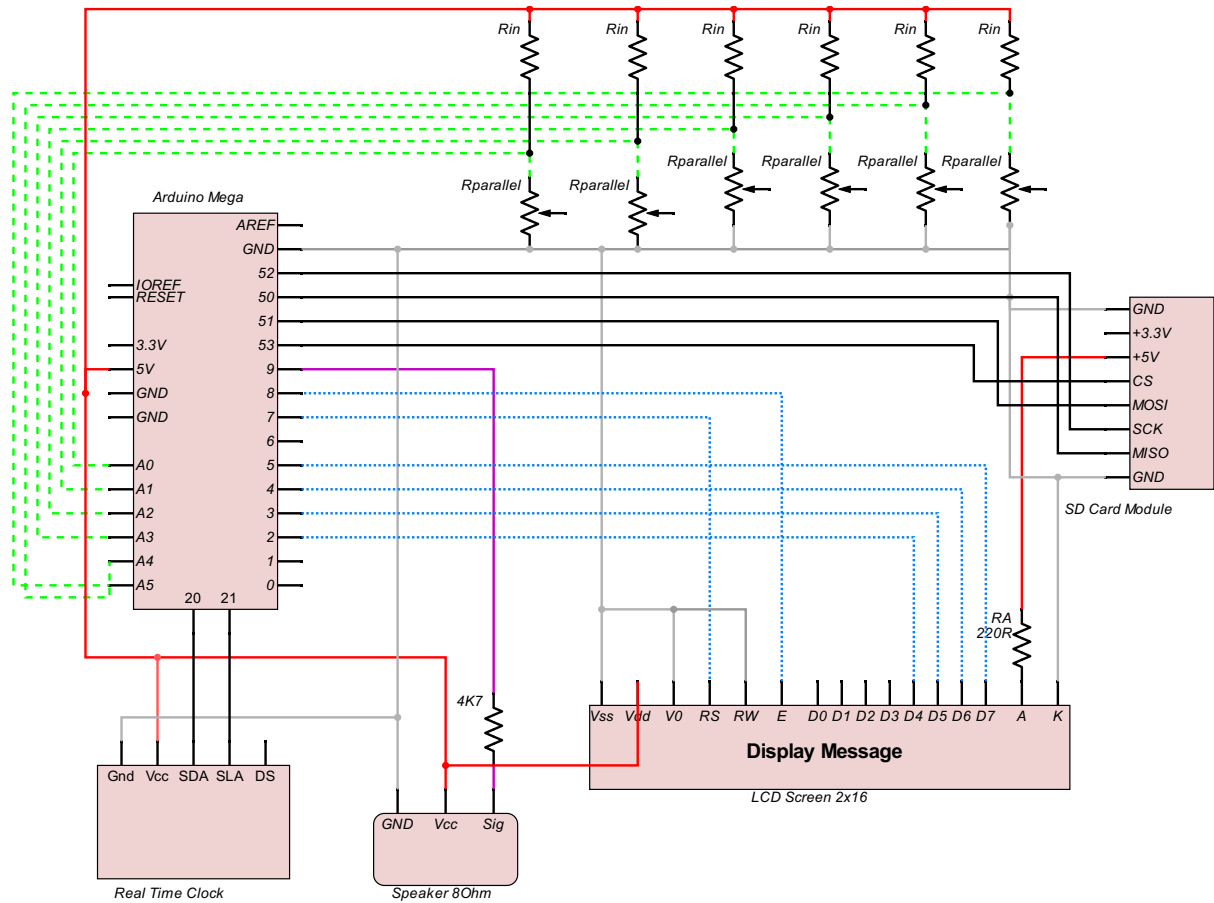 Rin Rin Rin Rin Rin Rin
Rparallel Rparallel Rparallel Rparallel
Rparallel Rparallel
Arduino Mega
AREF
GND
52
IOREF
RESET
50
51
3.3V
53
5V
9
GND
8
GND
7
6
A0
5
A1
4
A2
3
A3
2
A4
1
A5
0
20 21
GND
+3.3V
+5V
CS
MOSI
SCK
MISO
GND
SD Card Module
RA
220R
4K7
Vss Vdd V0 RS RW E D0 D1 D2 D3 D4 D5 D6 D7 A K
Display Message
LCD Screen 2x16
Gnd Vcc SDA SLA DS
Real Time Clock
GND Vcc Sig
Speaker 8Ohm